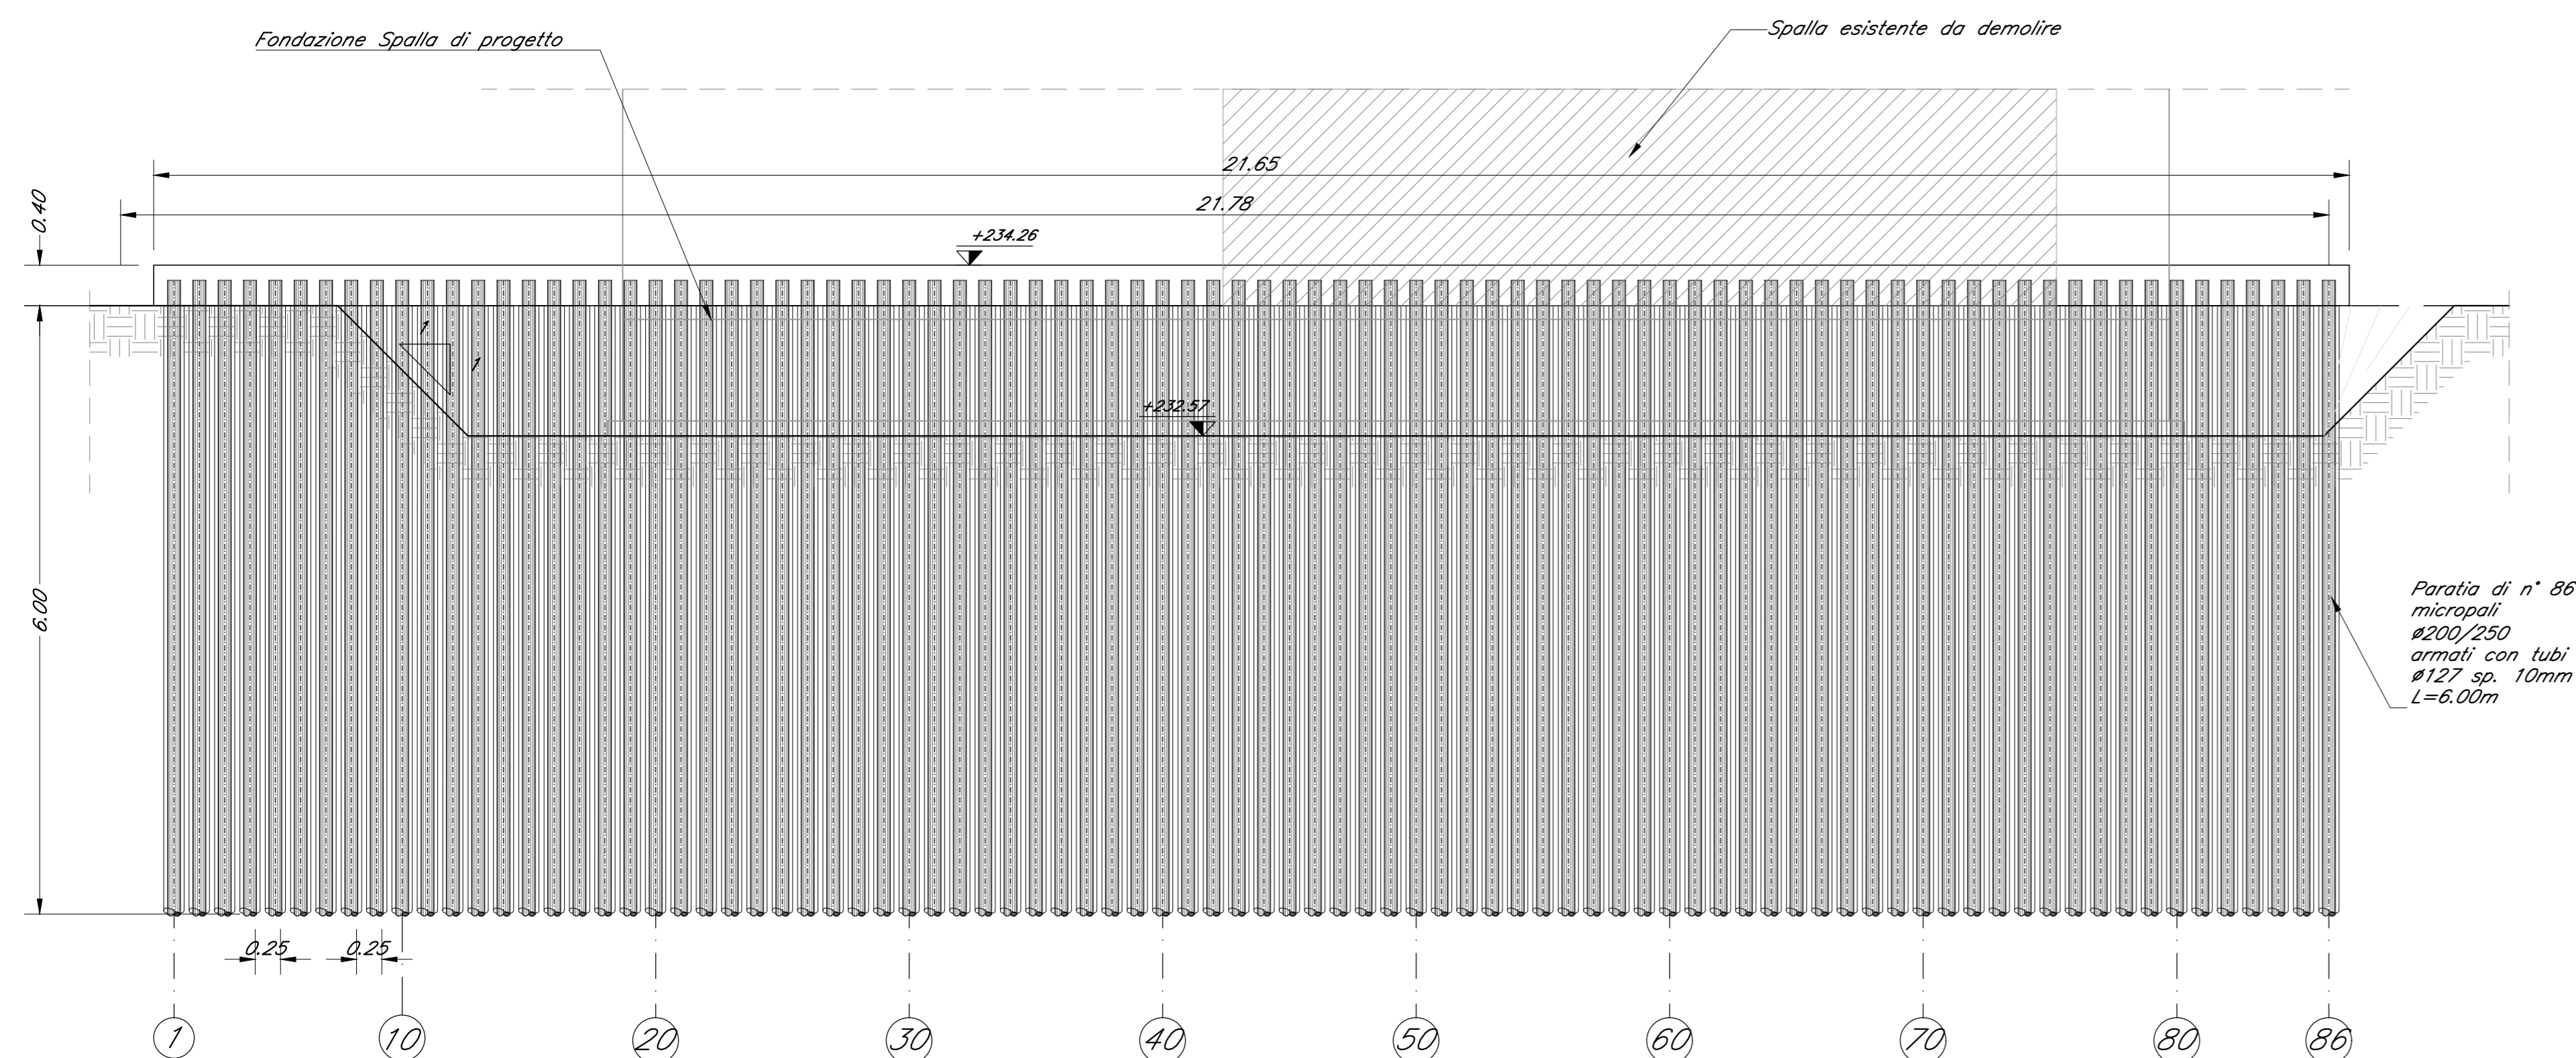 Fondazione Spalla di progetto
Spalla esistente da demolire
21.65
21.78
0.40
+234.26
1
1
+232.57
6.00
Paratia di n° 86
micropali
ø200/250
armati con tubi
ø127 sp. 10mm
L=6.00m
0.25
0.25
1
10
20
30
40
50
60
70
80
86